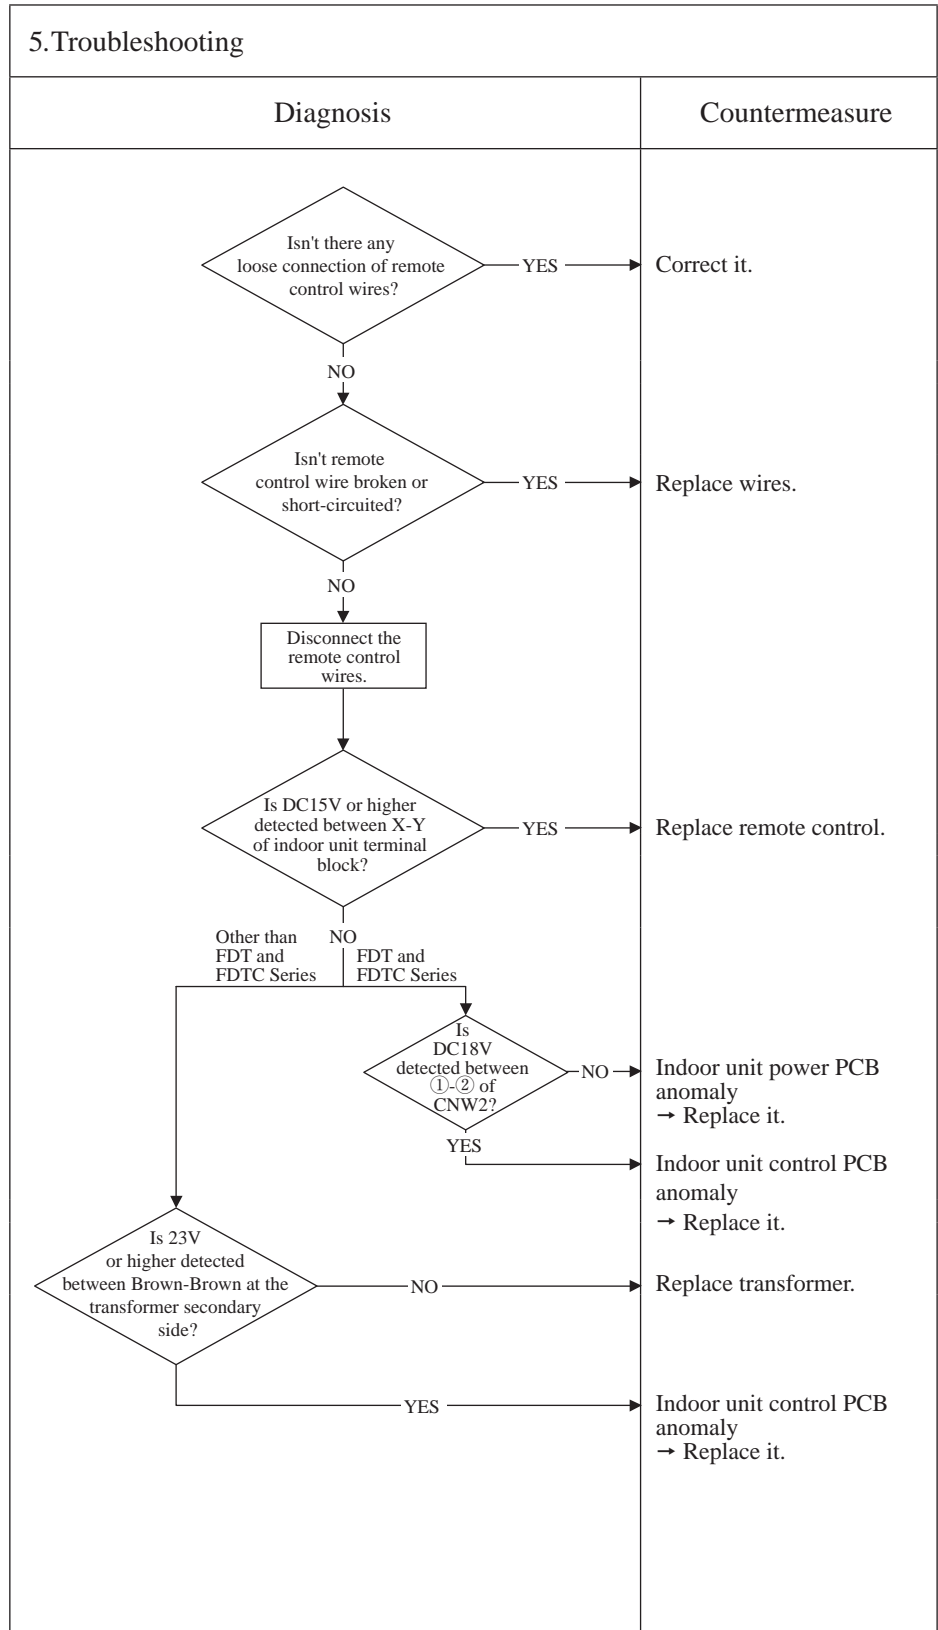 5.Troubleshooting
Diagnosis
Countermeasure
Isn't there any
loose connection of remote
control wires?
YES
Correct it.
NO
Isn't remote
control wire broken or
short-circuited?
YES
Replace wires.
NO
Disconnect the
remote control
wires.
Is DC15V or higher
detected between X-Y
of indoor unit terminal
block?
YES
Replace remote control.
NO
Other than
FDT and
FDTC Series
FDT and
FDTC Series
Is
DC18V
detected between
①-② of
CNW2?
NO
Indoor unit power PCB
anomaly
→ Replace it.
YES
Indoor unit control PCB
anomaly
→ Replace it.
Is 23V
or higher detected
between Brown-Brown at the
transformer secondary
side?
NO
Replace transformer.
YES
Indoor unit control PCB
anomaly
→ Replace it.